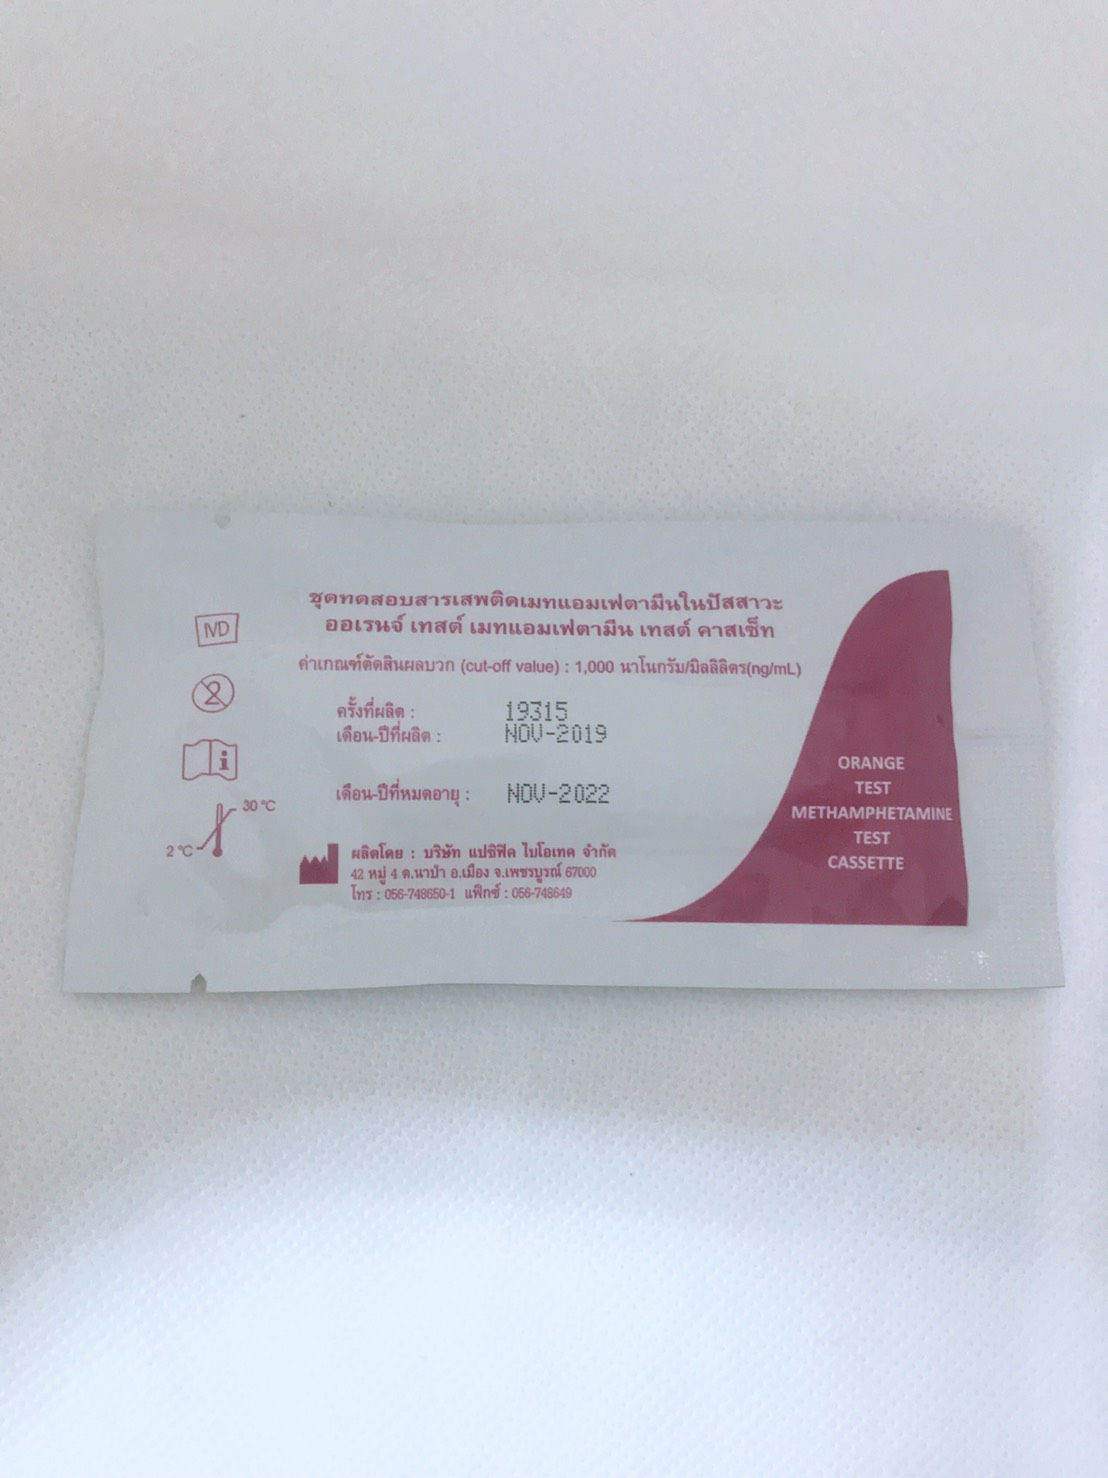 ชุดทดสอบสารเสพติดเมทแอมเฟตามีนในปัสสาวะ
ออเรนจ์ เทสต์ เมทแอมเฟตามีน เทสต์ คาสเซ็ท
ค่าเกณฑ์ตัดสินผลบวก (cut-off value) : 1,000 นาโนกรัม/มิลลิลิตร(ng/mL)
IVD
2
ครั้งที่ผลิต : 19315
เดือน-ปีที่ผลิต : NOV-2019
i
เดือน-ปีที่หมดอายุ : NOV-2022
30 °C
2 °C
ผลิตโดย : บริษัท แปซิฟิค ไบโอเทค จำกัด
42 หมู่ 4 ต.นาป่า อ.เมือง จ.เพชรบูรณ์ 67000
โทร : 056-748650-1 แฟ็กซ์ : 056-748649
ORANGE
TEST
METHAMPHETAMINE
TEST
CASSETTE